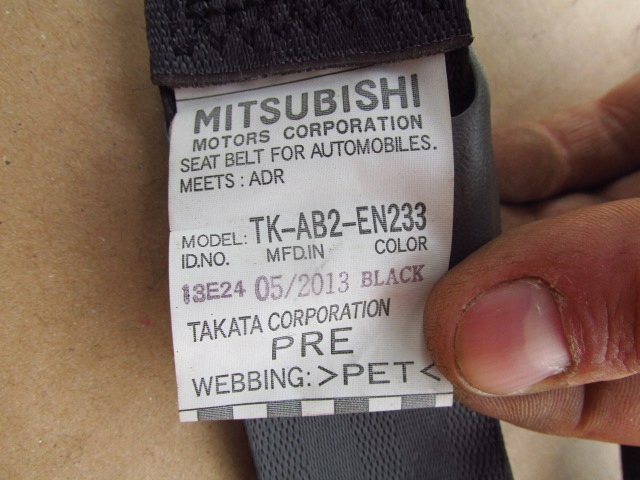 MITSUBISHI
MOTORS CORPORATION
SEAT BELT FOR AUTOMOBILES.
MEETS : ADR
MODEL: TK-AB2-EN233
ID.NO. MFD.IN COLOR
13E24 05/2013 BLACK
TAKATA CORPORATION
PRE
WEBBING: >PET<